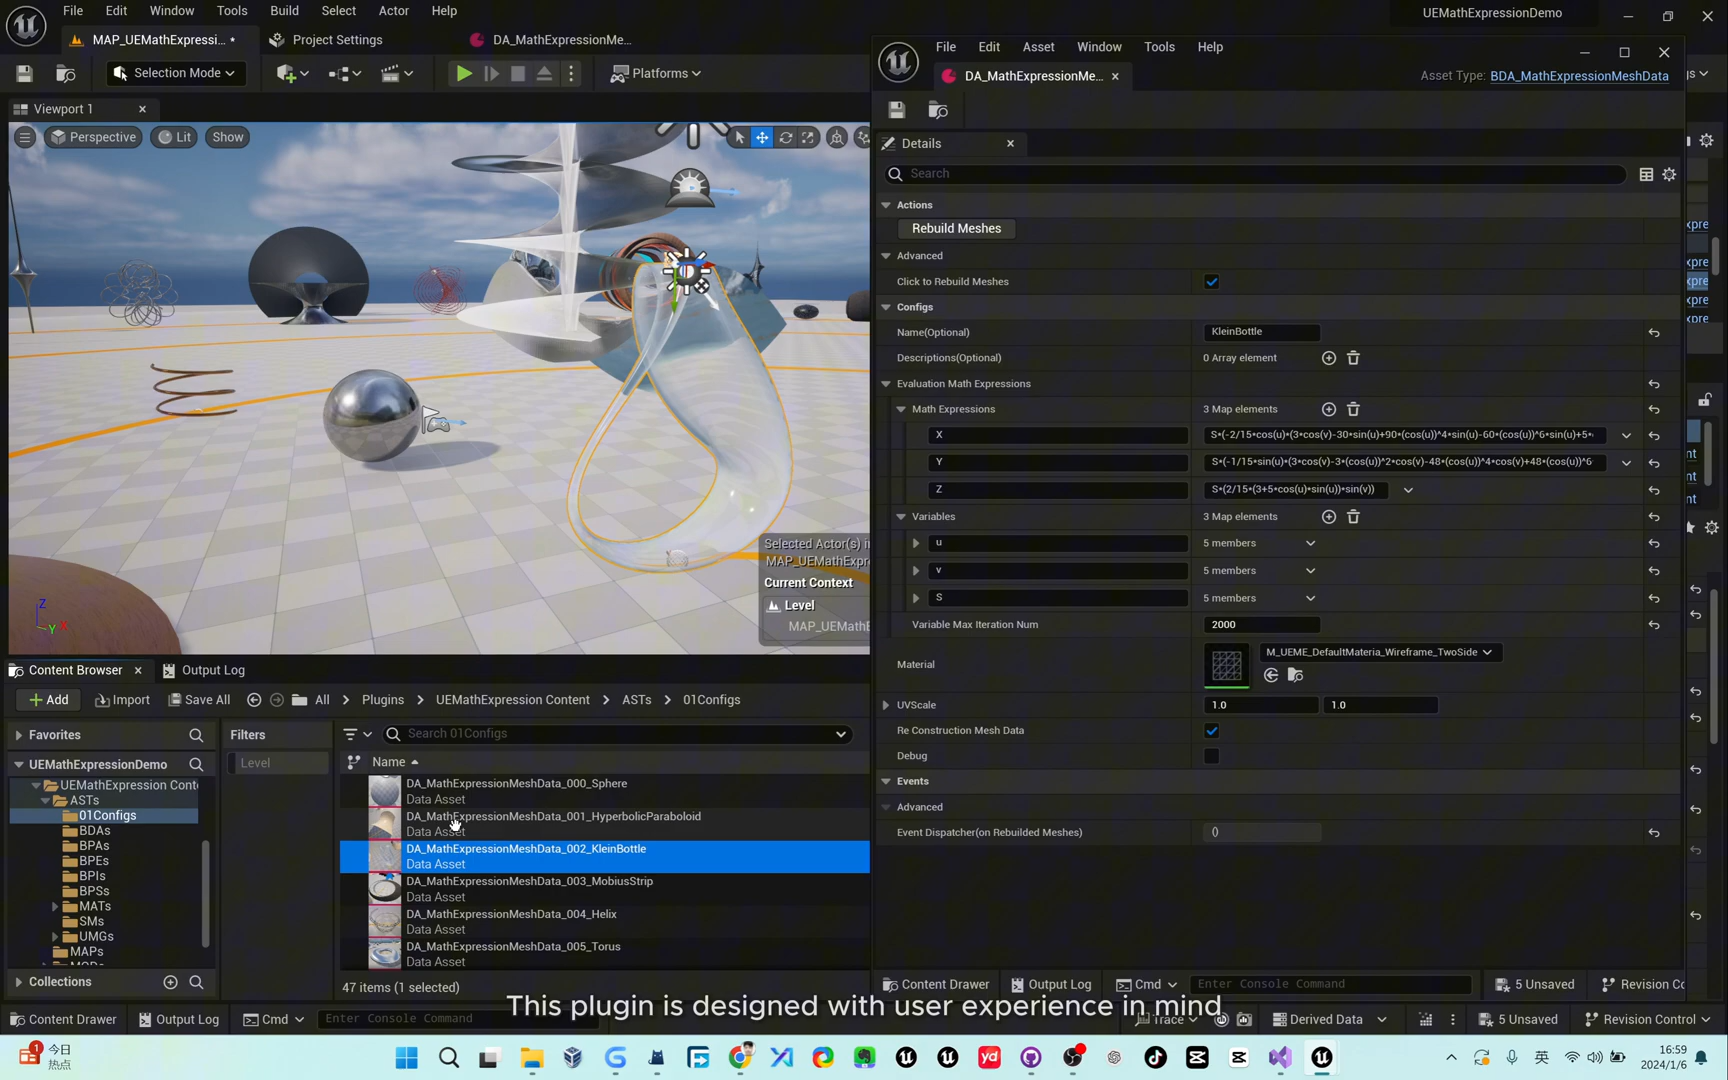 File Edit Window Tools Build Select Actor Help
UEMathExpressionDemo
MAP_UEMathExpressi... •
Project Settings
DA_MathExpressionMe...
Selection Mode
Platforms
Viewport 1
Perspective
Lit
Show
Selected Actor(s) in
MAP_UEMathExpr
Current Context
Level
MAP_UEMathE
Z
Y X
File Edit Asset Window Tools Help
DA_MathExpressionMe...
Asset Type: BDA_MathExpressionMeshData
Details
Search
Actions
Rebuild Meshes
Advanced
Click to Rebuild Meshes
Configs
Name(Optional) KleinBottle
Descriptions(Optional) 0 Array element
Evaluation Math Expressions
Math Expressions 3 Map elements
X S*(-2/15*cos(u)*(3*cos(v)-30*sin(u)+90*(cos(u))^4*sin(u)-60*(cos(u))^6*sin(u)+5*
Y S*(-1/15*sin(u)*(3*cos(v)-3*(cos(u))^2*cos(v)-48*(cos(u))^4*cos(v)+48*(cos(u))^6
Z S*(2/15*(3+5*cos(u)*sin(u))*sin(v))
Variables 3 Map elements
u 5 members
v 5 members
S 5 members
Variable Max Iteration Num 2000
Material M_UEME_DefaultMateria_Wireframe_TwoSide
UVScale 1.0 1.0
Re Construction Mesh Data
Debug
Events
Advanced
Event Dispatcher(on Rebuilded Meshes) ()
Content Drawer Output Log Cmd Enter Console Command 5 Unsaved Revision Co
Content Browser
Output Log
Add Import Save All All > Plugins > UEMathExpression Content > ASTs > 01Configs
Favorites
Filters
Search 01Configs
UEMathExpressionDemo
Level
Name
UEMathExpression Conte
ASTs
01Configs
BDAs
BPAs
BPEs
BPIs
BPSs
MATs
SMs
UMGs
MAPs
Collections
DA_MathExpressionMeshData_000_Sphere
Data Asset
DA_MathExpressionMeshData_001_HyperbolicParaboloid
Data Asset
DA_MathExpressionMeshData_002_KleinBottle
Data Asset
DA_MathExpressionMeshData_003_MobiusStrip
Data Asset
DA_MathExpressionMeshData_004_Helix
Data Asset
DA_MathExpressionMeshData_005_Torus
Data Asset
47 items (1 selected)
This plugin is designed with user experience in mind
Content Drawer Output Log Cmd Enter Console Command Trace Derived Data 5 Unsaved Revision Control
1
今日
热点
yd
英
16:59
2024/1/6